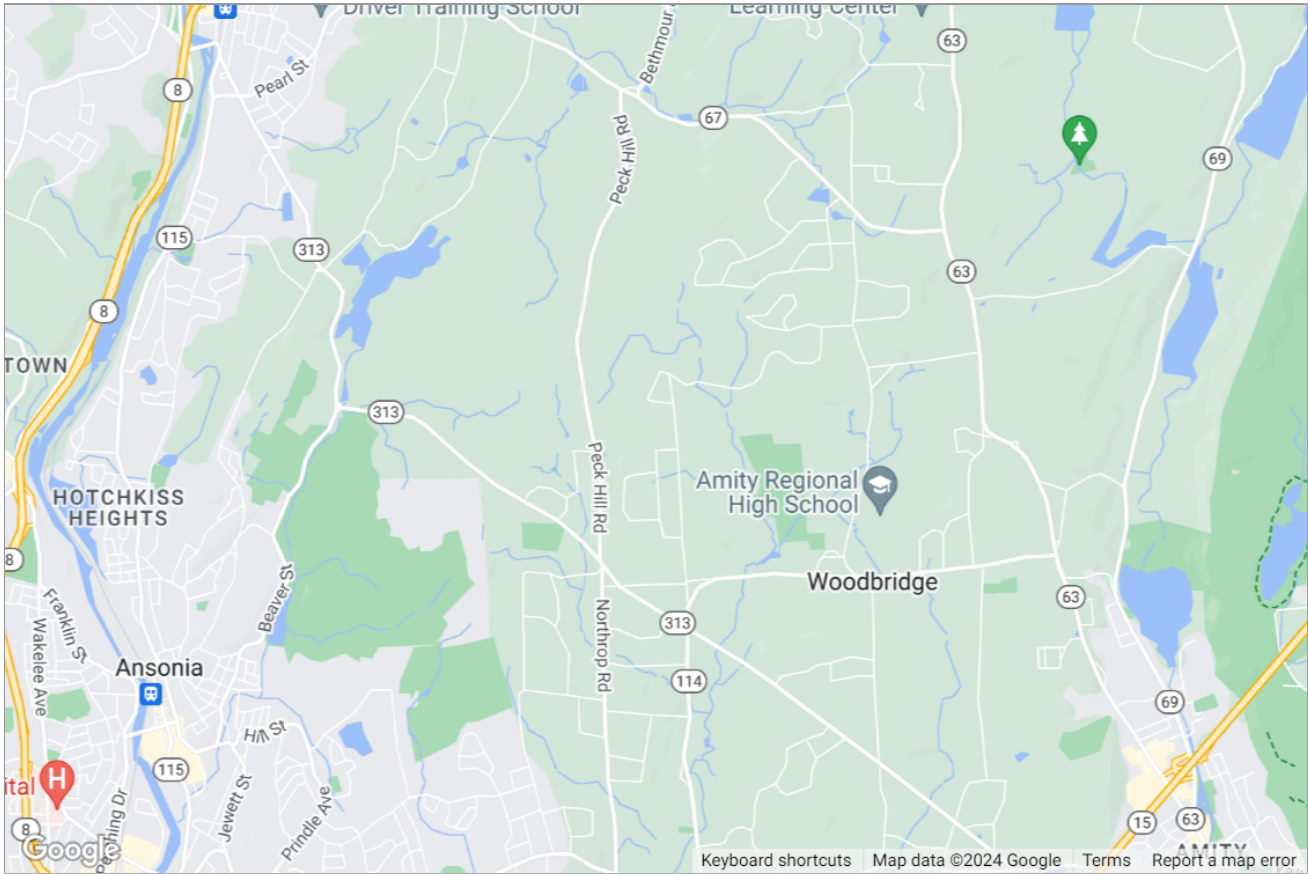 Driver Training School
Learning Center
Bethmour
63
Pearl St
8
67
Peck Hill Rd
69
115
313
63
8
TOWN
313
Peck Hill Rd
Amity Regional
High School
HOTCHKISS
HEIGHTS
8
Beaver St
Woodbridge
Franklin St
Wakelee Ave
63
Northrop Rd
313
Ansonia
114
69
Hill St
115
ital
H
Jewett St
Prindle Ave
Pershing Dr
8
15
63
AMITY
Google
Keyboard shortcuts
Map data ©2024 Google
Terms
Report a map error